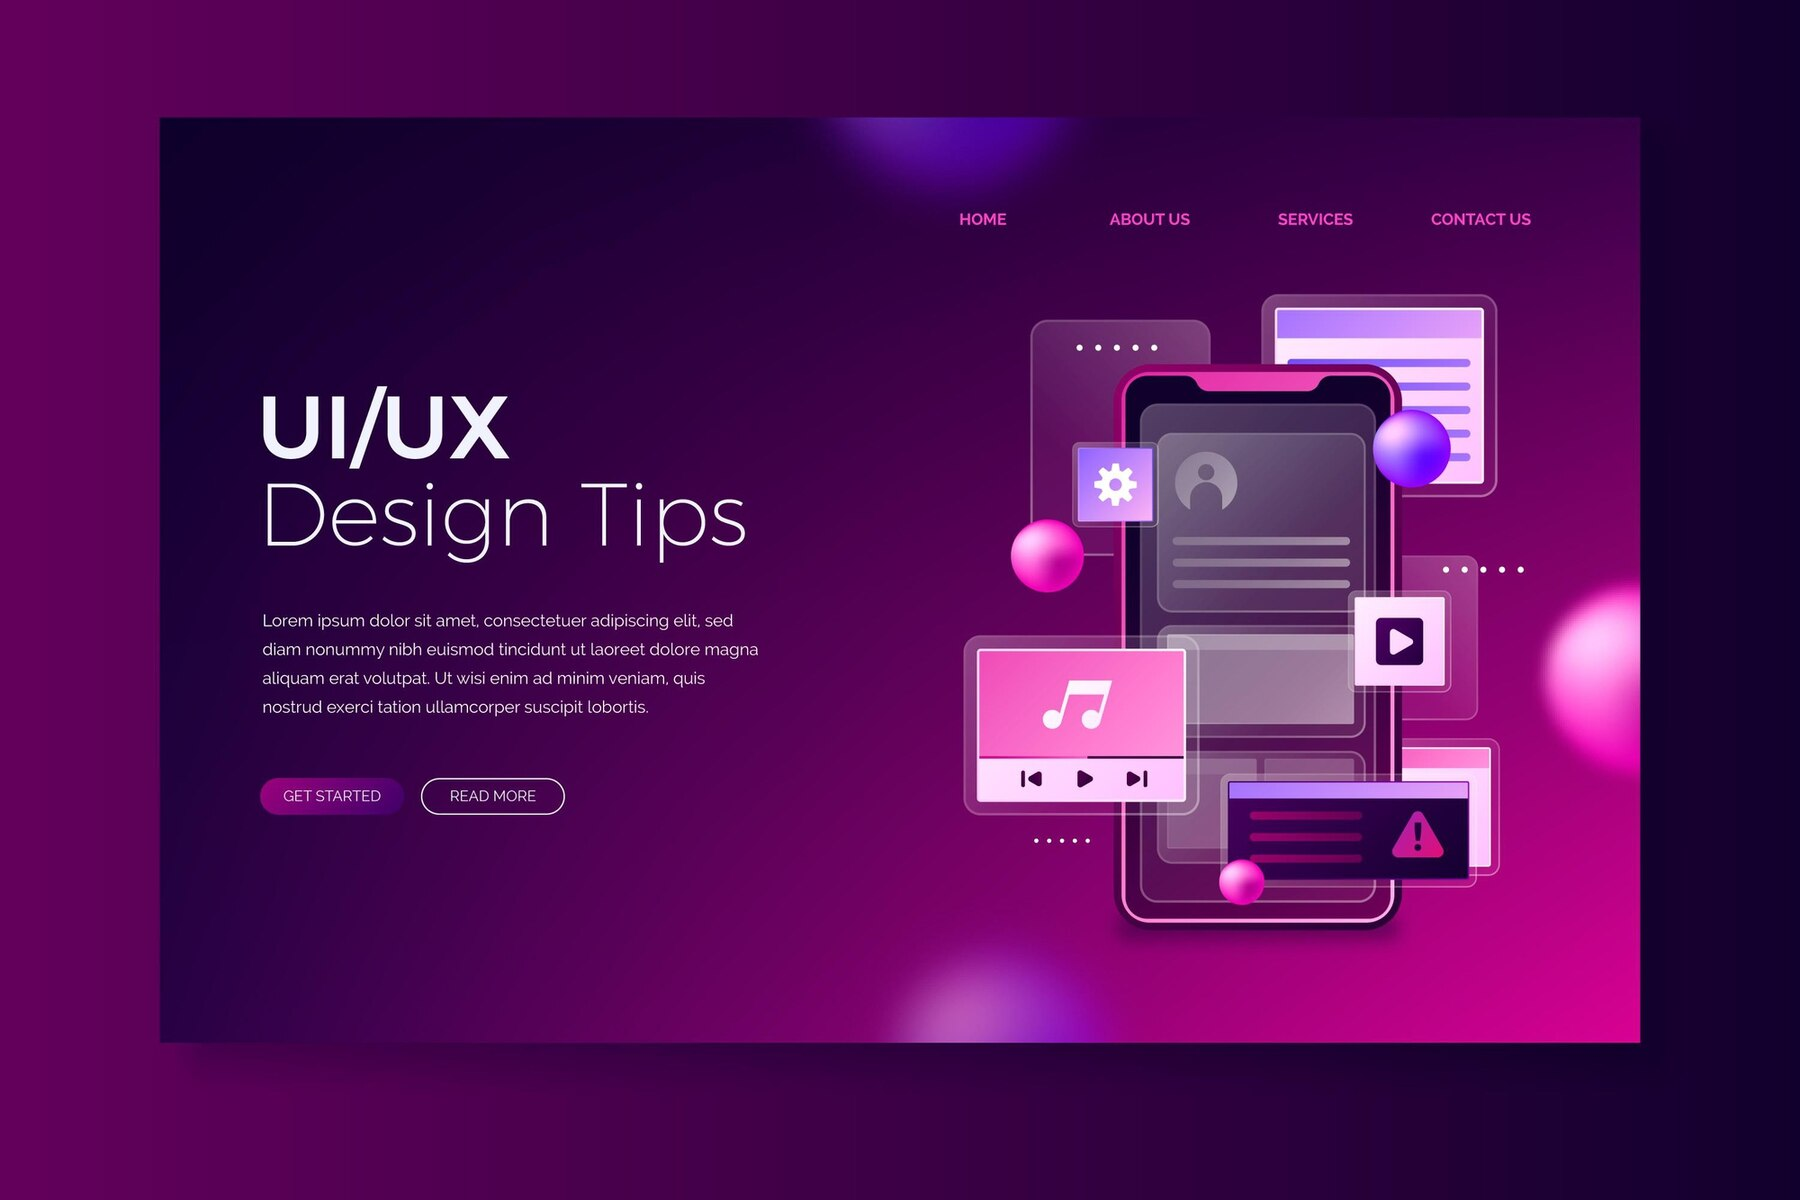 HOME ABOUT US SERVICES CONTACT US
UI/UX
Design Tips
Lorem ipsum dolor sit amet, consectetuer adipiscing elit, sed
diam nonummy nibh euismod tincidunt ut laoreet dolore magna
aliquam erat volutpat. Ut wisi enim ad minim veniam, quis
nostrud exerci tation ullamcorper suscipit lobortis.
GET STARTED READ MORE